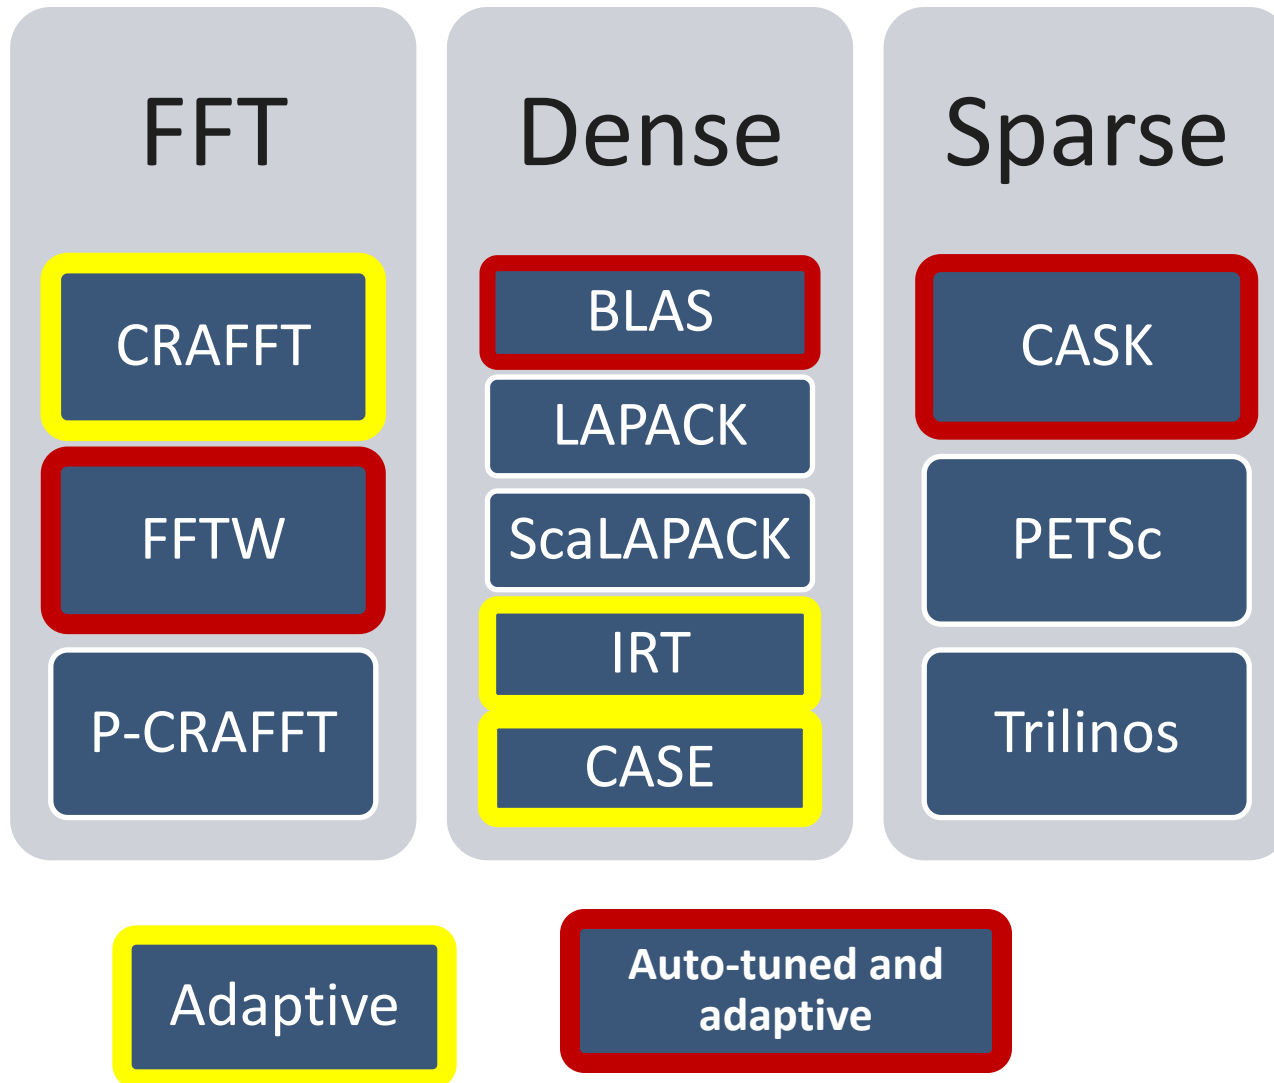 FFT
CRAFFT
FFTW
P-CRAFFT
Dense
BLAS
LAPACK
ScaLAPACK
IRT
CASE
Sparse
CASK
PETSc
Trilinos
Adaptive
Auto-tuned and
adaptive